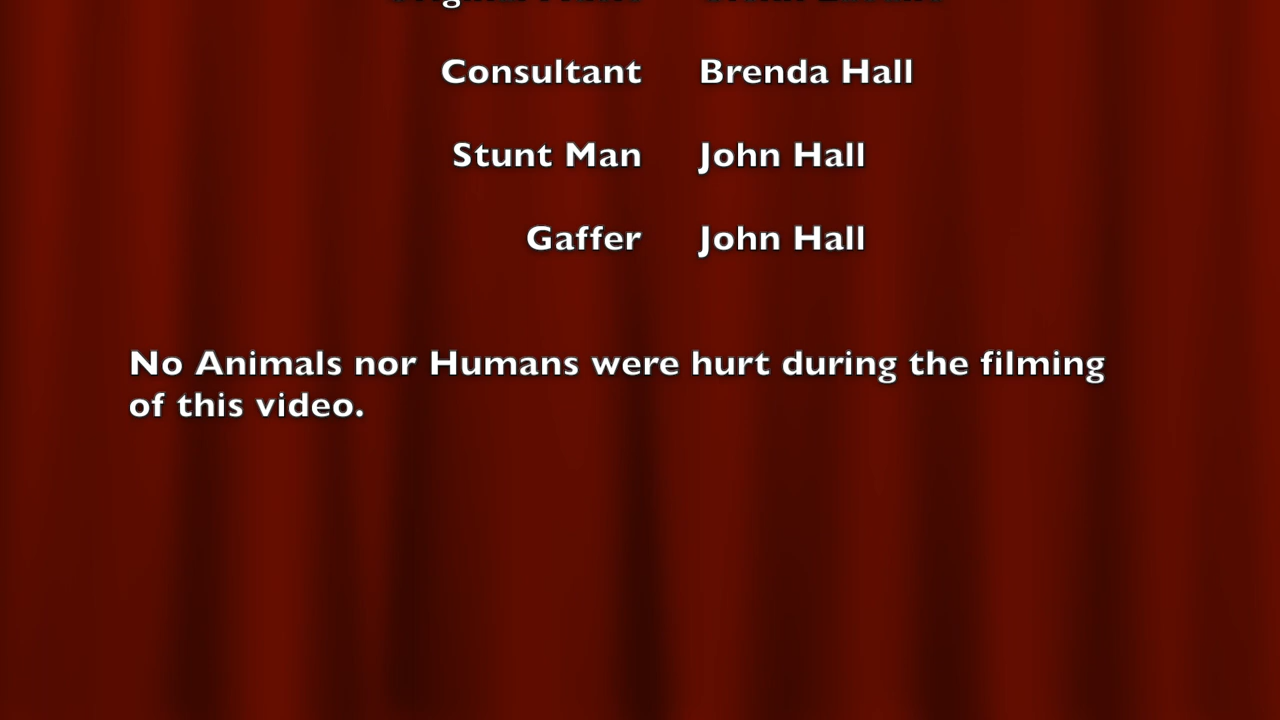 Consultant Brenda Hall
Stunt Man John Hall
Gaffer John Hall
No Animals nor Humans were hurt during the filming
of this video.